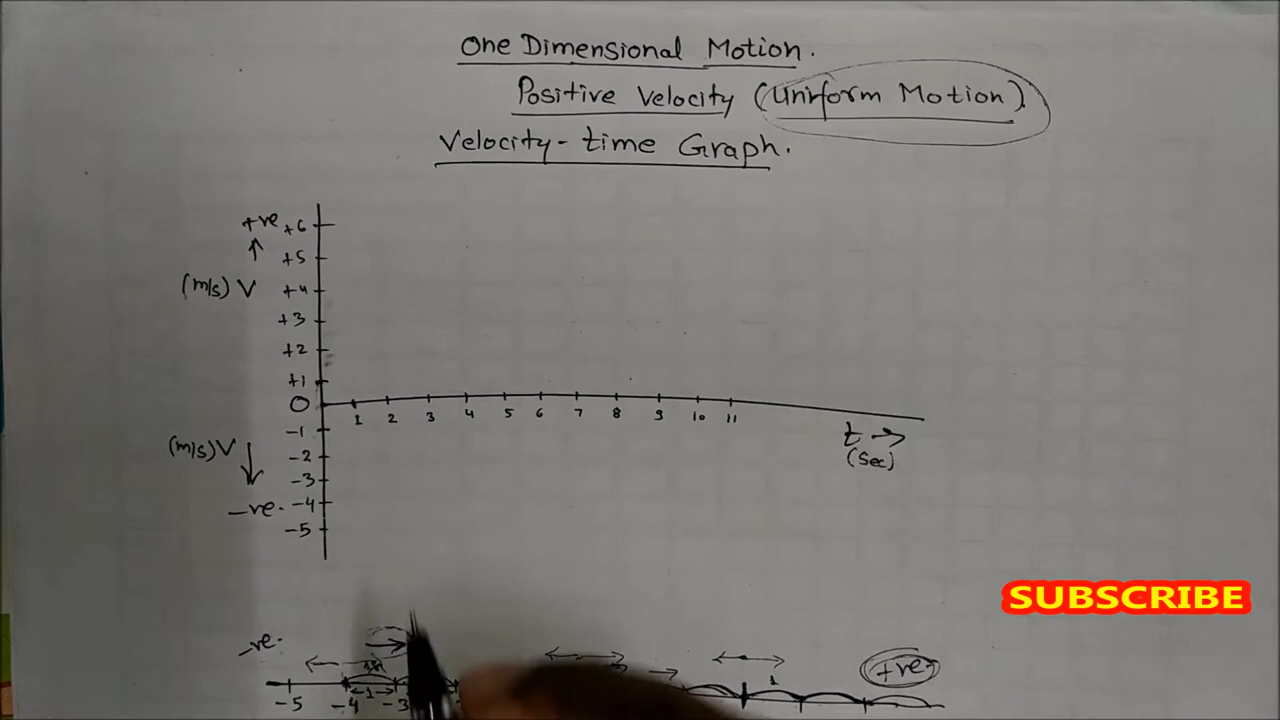 One Dimensional Motion.
Positive Velocity (Uniform Motion)
Velocity-time Graph.
+ve +6
+5
(m/s) V +4
+3
+2
+1
0
1 2 3 4 5 6 7 8 9 10 11
-1
t →
(m/s) V -2
(Sec)
-3
-ve. -4
-5
SUBSCRIBE
-ve.
+ve
1
1
-5 -4 -3